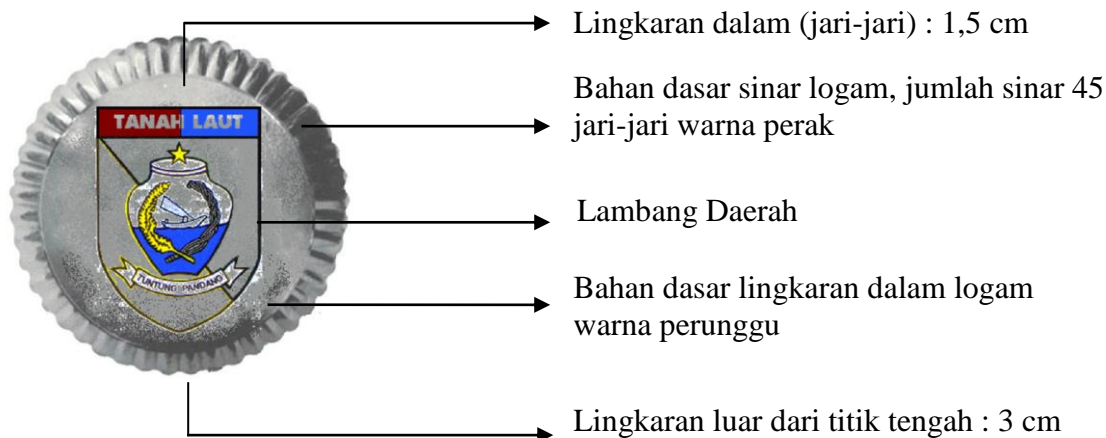 Lingkaran dalam (jari-jari) : 1,5 cm
Bahan dasar sinar logam, jumlah sinar 45
jari-jari warna perak
TANAH LAUT
Lambang Daerah
TUNTUNG PANDANG
Bahan dasar lingkaran dalam logam
warna perunggu
Lingkaran luar dari titik tengah : 3 cm